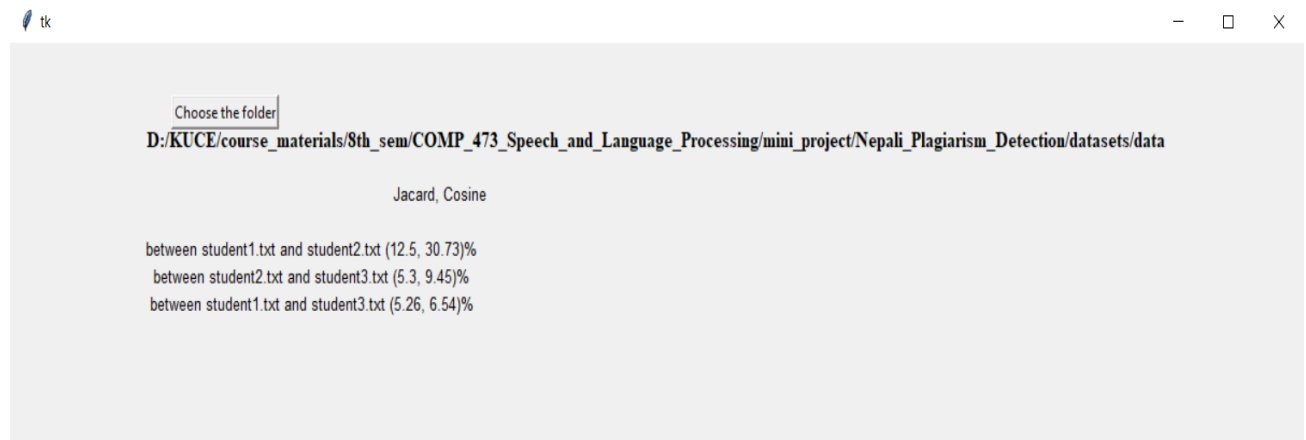 tk
Choose the folder
D:/KUCE/course_materials/8th_sem/COMP_473_Speech_and_Language_Processing/mini_project/Nepali_Plagiarism_Detection/datasets/data
Jacard, Cosine
between student1.txt and student2.txt (12.5, 30.73)%
between student2.txt and student3.txt (5.3, 9.45)%
between student1.txt and student3.txt (5.26, 6.54)%